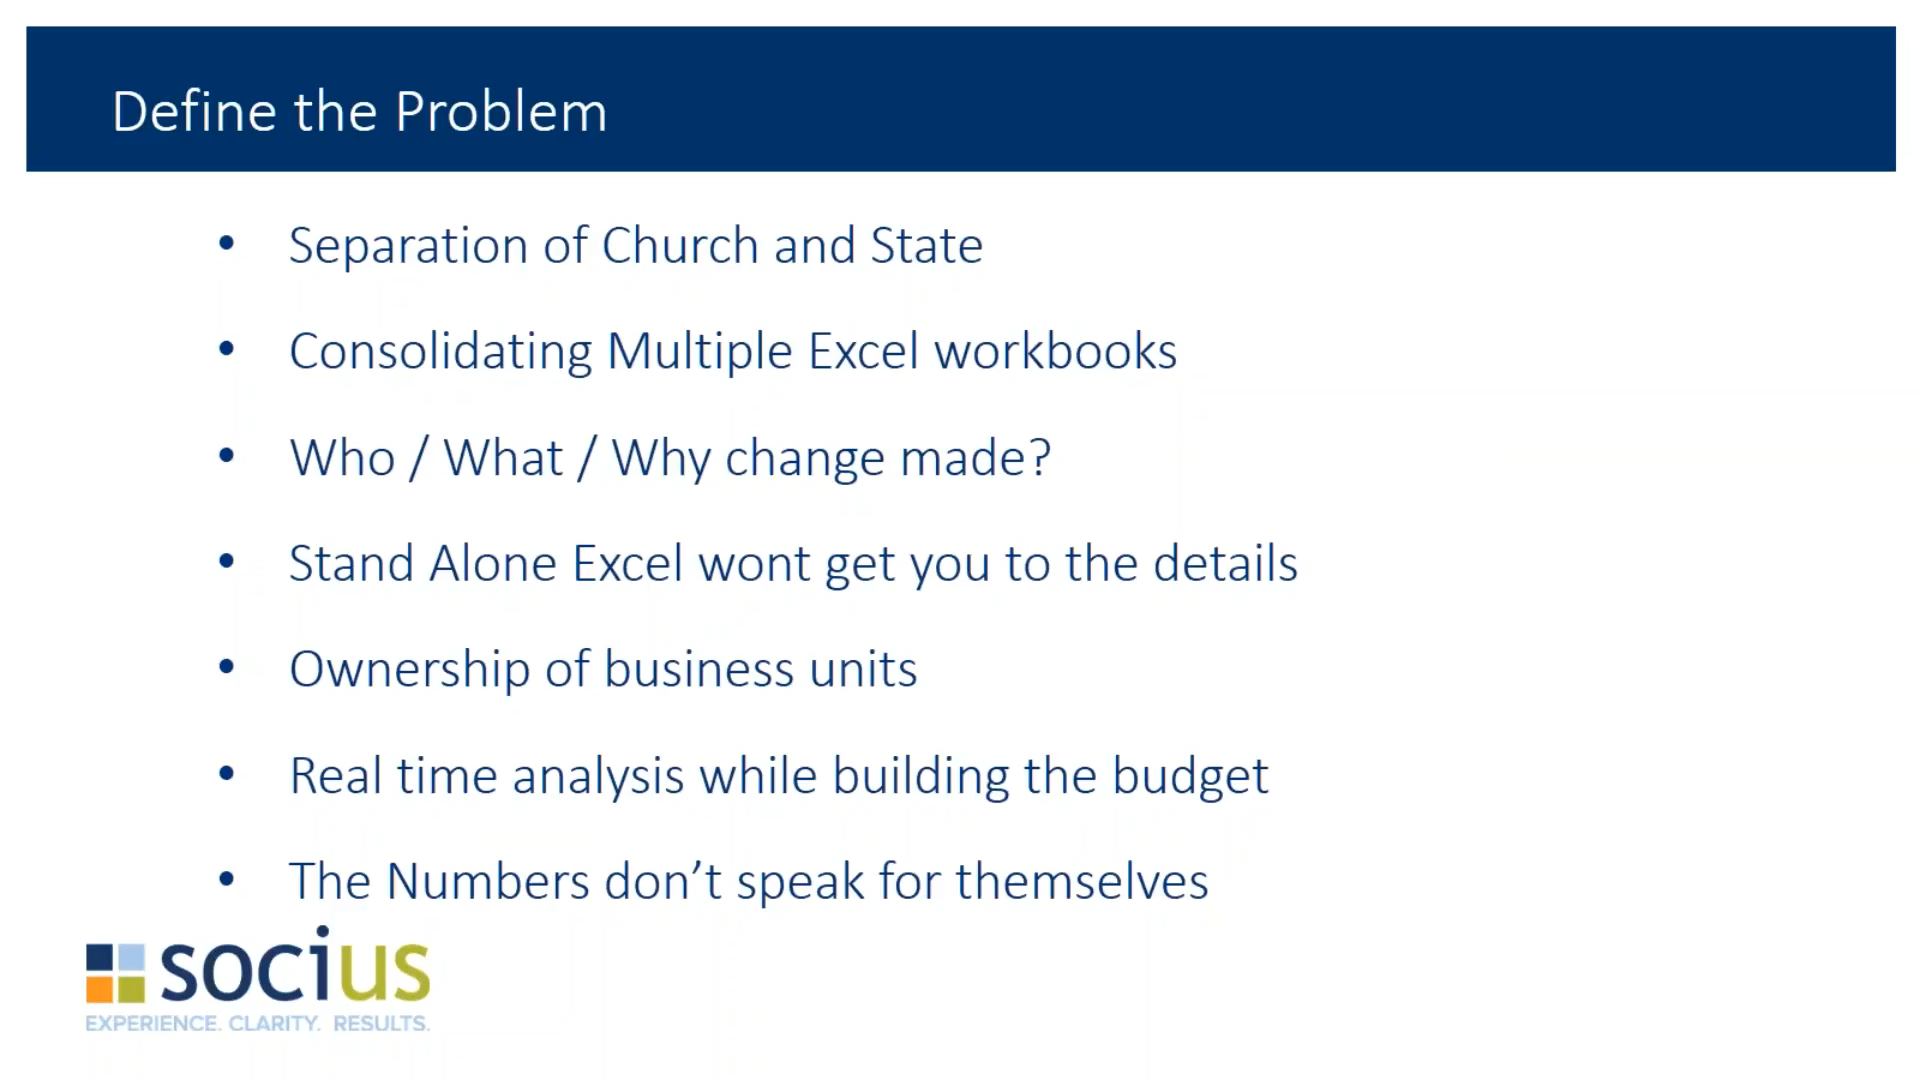 Define the Problem
• Separation of Church and State
• Consolidating Multiple Excel workbooks
• Who / What / Why change made?
• Stand Alone Excel wont get you to the details
• Ownership of business units
• Real time analysis while building the budget
• The Numbers don’t speak for themselves
socius
EXPERIENCE. CLARITY. RESULTS.